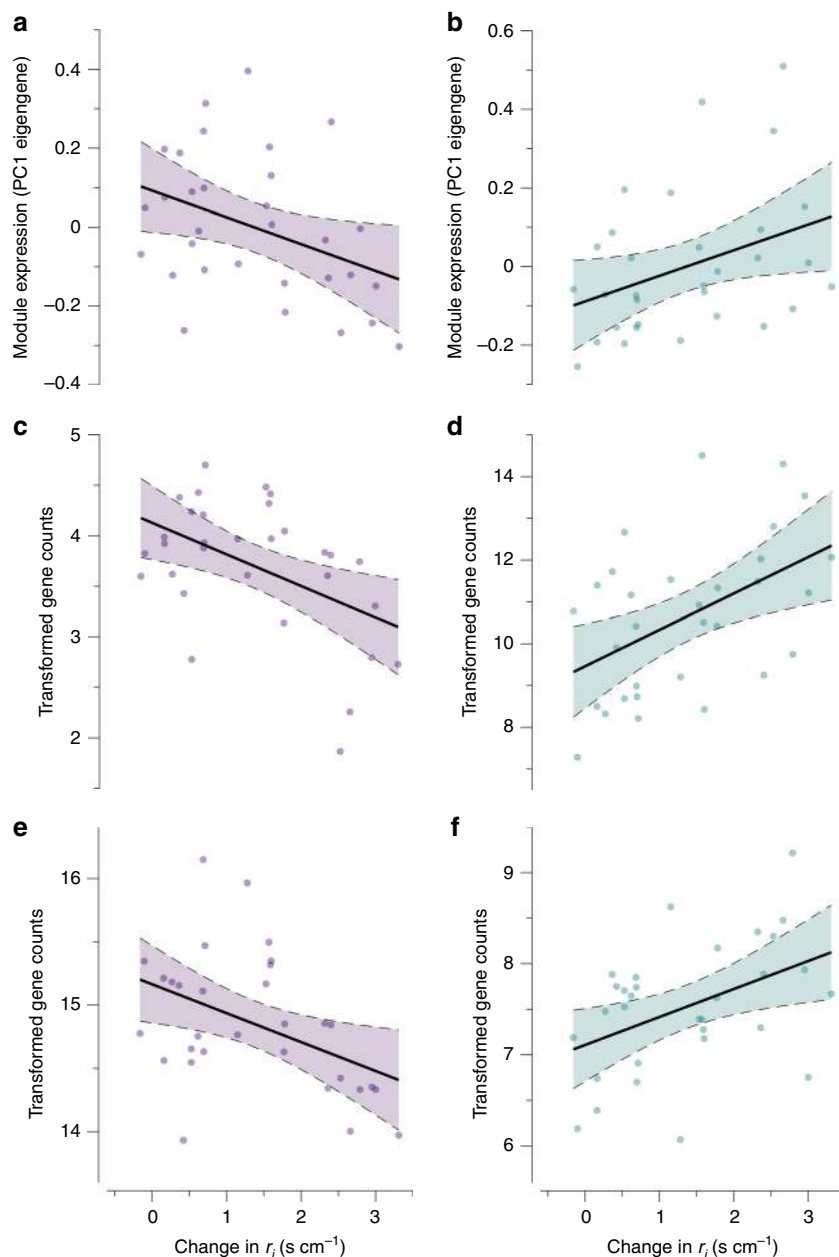 a
b
Module expression (PC1 eigengene)
0.4
0.2
0
−0.2
−0.4
Module expression (PC1 eigengene)
0.6
0.4
0.2
0
−0.2
c
d
Transformed gene counts
5
4
3
2
Transformed gene counts
14
12
10
8
e
f
Transformed gene counts
16
15
14
Transformed gene counts
9
8
7
6
0 1 2 3
Change in ri (s cm−1)
0 1 2 3
Change in ri (s cm−1)